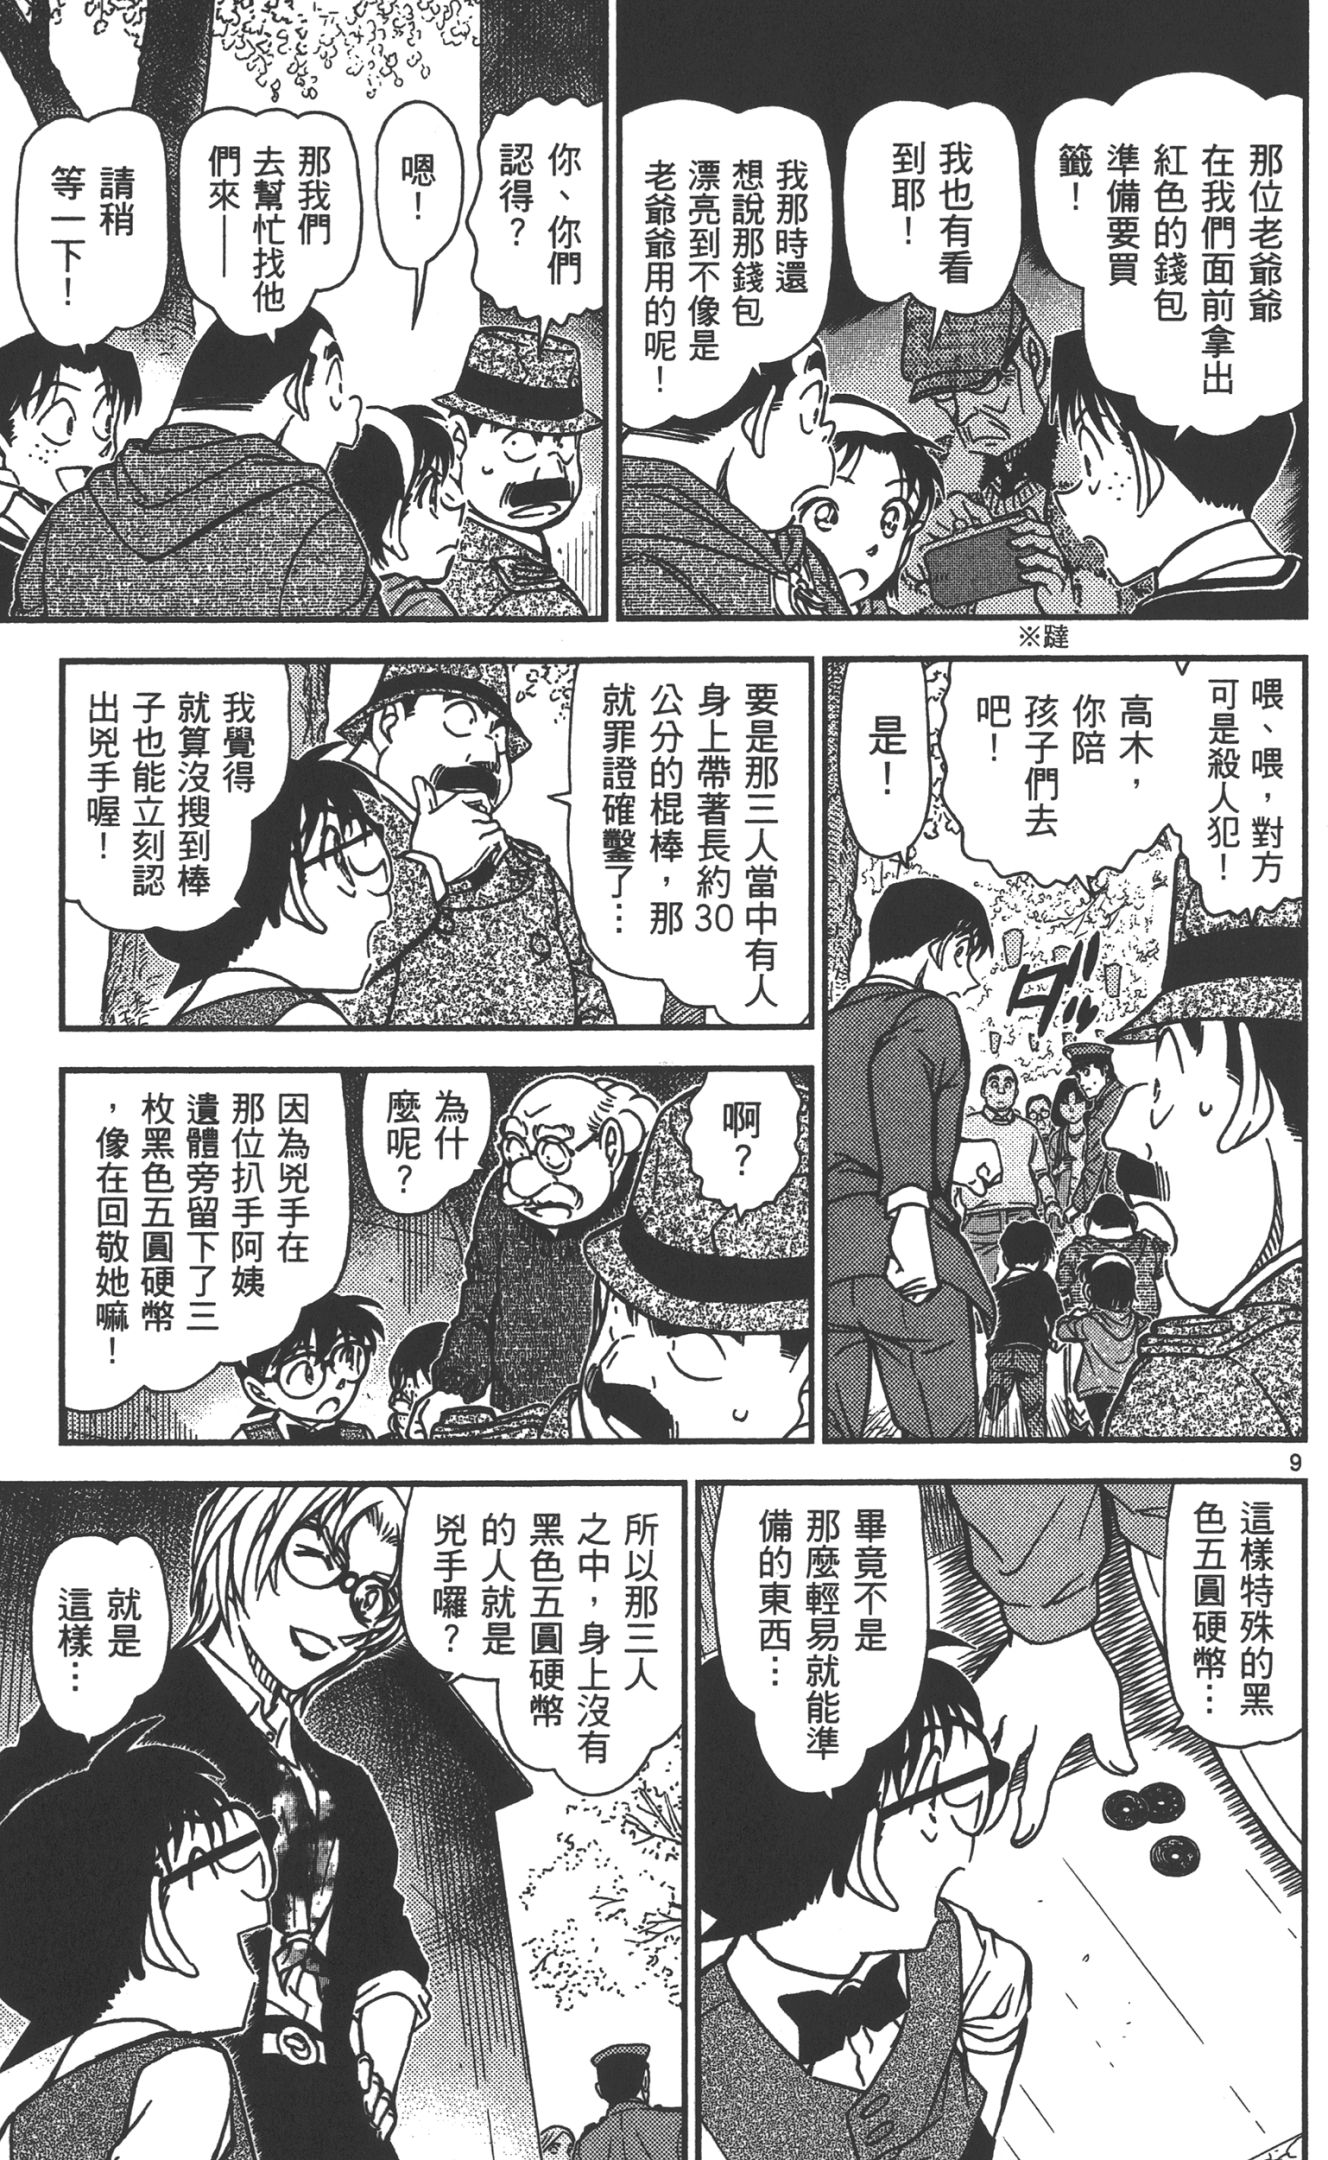 那位老爺爺
在我們面前拿出
紅色的錢包
準備要買
籤！
我也有看
到耶！
我那時還
想說那錢包
漂亮到不像是
老爺爺用的呢！
你、你們
認得？
嗯！
那我們
去幫忙找他
們來——
請稍
等一下！
※躂
喂、喂，對方
可是殺人犯！
高木，
你陪
孩子們去
吧！
是！
ダッ
要是那三人當中有人
身上帶著長約30
公分的棍棒，那
就罪證確鑿了…
我覺得
就算沒搜到棒
子也能立刻認
出兇手喔！
啊？
為什
麼呢？
因為兇手在
那位扒手阿姨
遺體旁留下了三
枚黑色五圓硬幣
，像在回敬她嘛！
9
這樣特殊的黑
色五圓硬幣…
畢竟不是
那麼輕易就能準
備的東西…
所以那三人
之中，身上沒有
黑色五圓硬幣
的人就是
兇手囉？
就是
這樣…